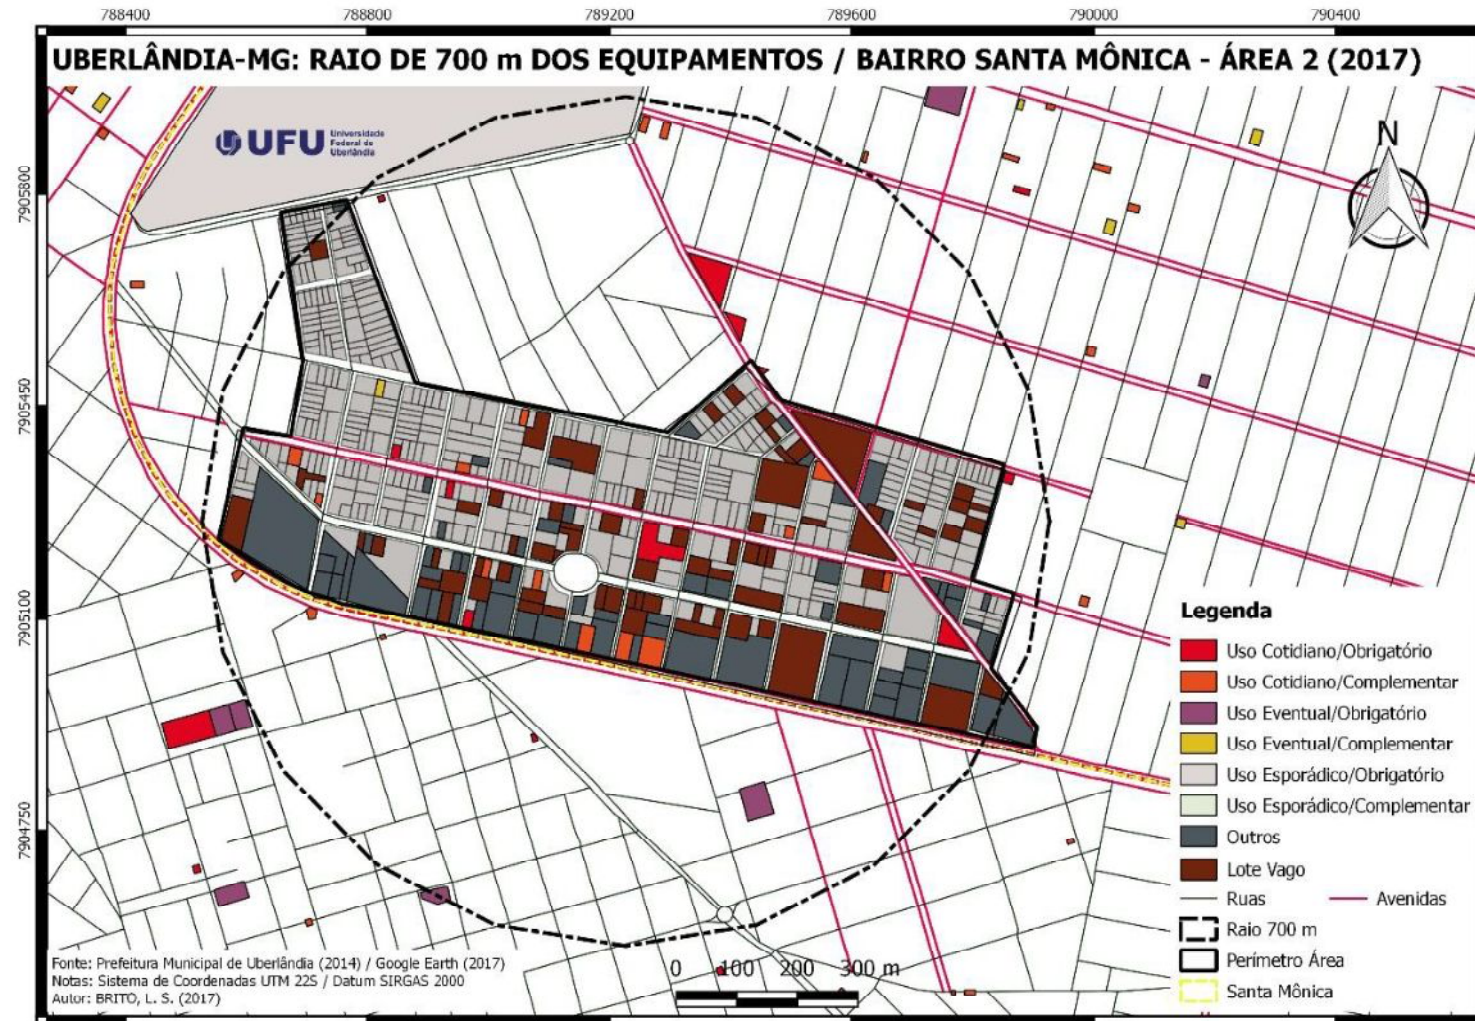 788400 788800 789200 789600 790000 790400
UBERLÂNDIA-MG: RAIO DE 700 m DOS EQUIPAMENTOS / BAIRRO SANTA MÔNICA - ÁREA 2 (2017)
UFU Universidade
Federal de
Uberlândia
N
7905800
7905450
7905100
7904750
Legenda
Uso Cotidiano/Obrigatório
Uso Cotidiano/Complementar
Uso Eventual/Obrigatório
Uso Eventual/Complementar
Uso Esporádico/Obrigatório
Uso Esporádico/Complementar
Outros
Lote Vago
Ruas Avenidas
Raio 700 m
Perímetro Área
Santa Mônica
Fonte: Prefeitura Municipal de Uberlândia (2014) / Google Earth (2017)
Notas: Sistema de Coordenadas UTM 22S / Datum SIRGAS 2000
Autor: BRITO, L. S. (2017)
0 100 200 300 m